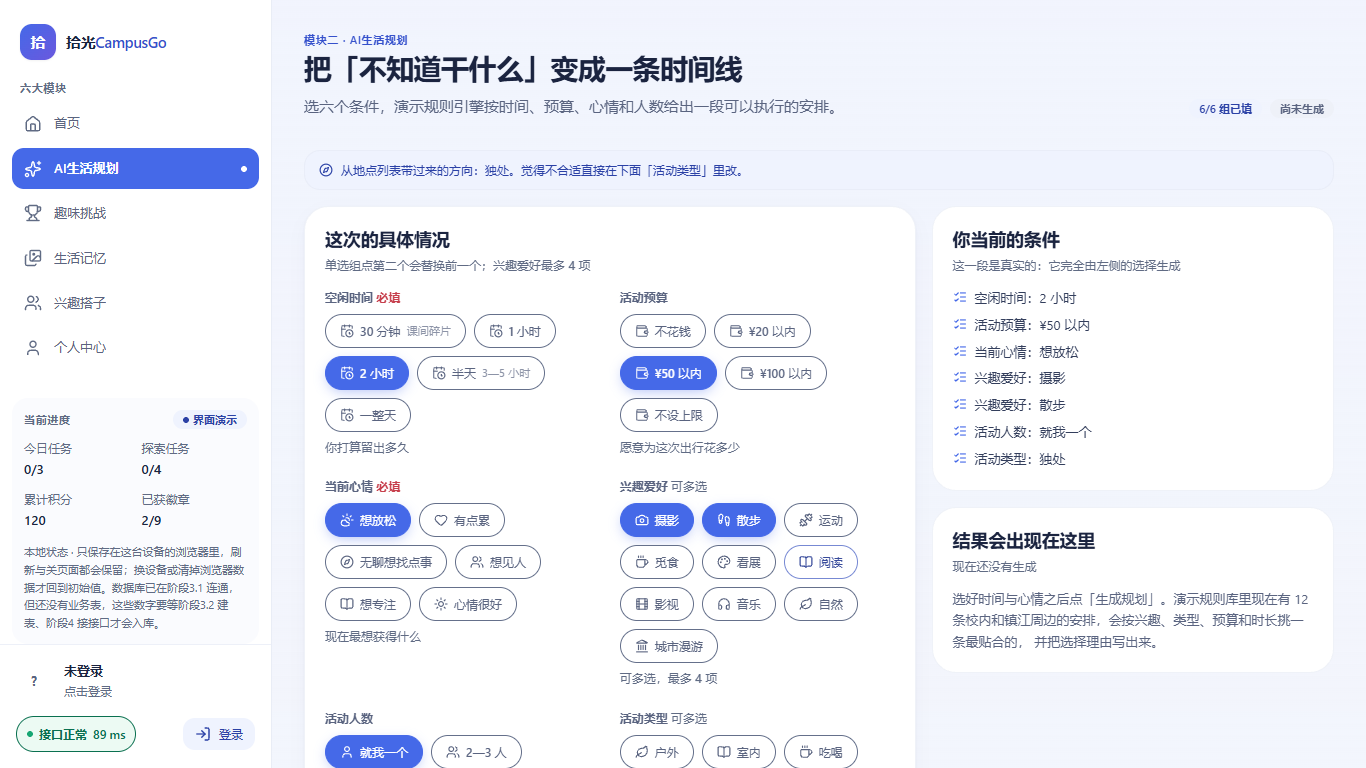 拾
拾光CampusGo
六大模块
首页
AI生活规划
趣味挑战
生活记忆
兴趣搭子
个人中心
当前进度
界面演示
今日任务
探索任务
0/3
0/4
累计积分
已获徽章
120
2/9
本地状态 · 只保存在这台设备的浏览器里，刷
新与关页面都会保留；换设备或清掉浏览器数
据才回到初始值。数据库已在阶段3.1 连通，
但还没有业务表，这些数字要等阶段3.2 建
表、阶段4 接接口才会入库。
?
未登录
点击登录
接口正常 89 ms
登录
模块二 · AI生活规划
把「不知道干什么」变成一条时间线
选六个条件，演示规则引擎按时间、预算、心情和人数给出一段可以执行的安排。
6/6 组已填
尚未生成
从地点列表带过来的方向：独处。觉得不合适直接在下面「活动类型」里改。
这次的具体情况
单选组点第二个会替换前一个；兴趣爱好最多 4 项
空闲时间 必填
30 分钟 课间碎片
1 小时
2 小时
半天 3—5 小时
一整天
你打算留出多久
活动预算
不花钱
¥20 以内
¥50 以内
¥100 以内
不设上限
愿意为这次出行花多少
当前心情 必填
想放松
有点累
无聊想找点事
想见人
想专注
心情很好
现在最想获得什么
兴趣爱好 可多选
摄影
散步
运动
觅食
看展
阅读
影视
音乐
自然
城市漫游
可多选，最多 4 项
活动人数
就我一个
2—3 人
活动类型 可多选
户外
室内
吃喝
你当前的条件
这一段是真实的：它完全由左侧的选择生成
空闲时间：2 小时
活动预算：¥50 以内
当前心情：想放松
兴趣爱好：摄影
兴趣爱好：散步
活动人数：就我一个
活动类型：独处
结果会出现在这里
现在还没有生成
选好时间与心情之后点「生成规划」。演示规则库里现在有 12
条校内和镇江周边的安排，会按兴趣、类型、预算和时长挑一
条最贴合的， 并把选择理由写出来。